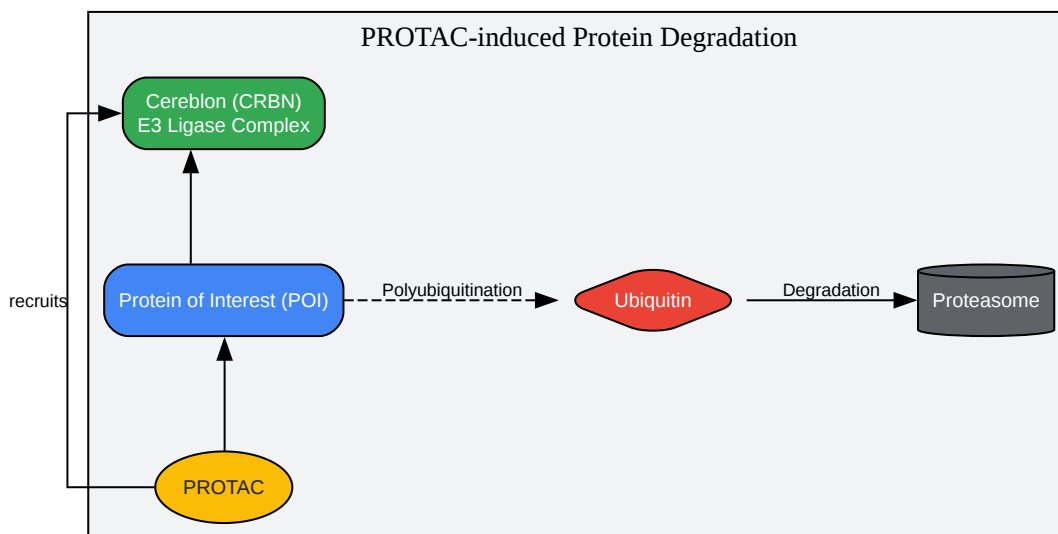 PROTAC-induced Protein Degradation
Cereblon (CRBN)
E3 Ligase Complex
recruits
Protein of Interest (POI)
Polyubiquitination
Ubiquitin
Degradation
Proteasome
PROTAC